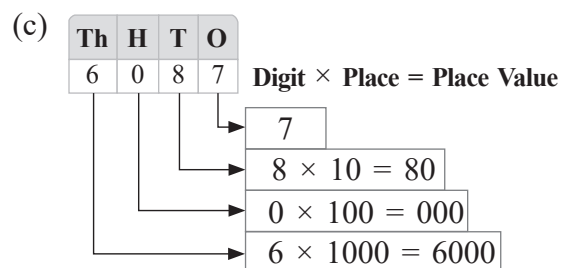 (c)
Th H T O
6 0 8 7 Digit × Place = Place Value
7
8 × 10 = 80
0 × 100 = 000
6 × 1000 = 6000